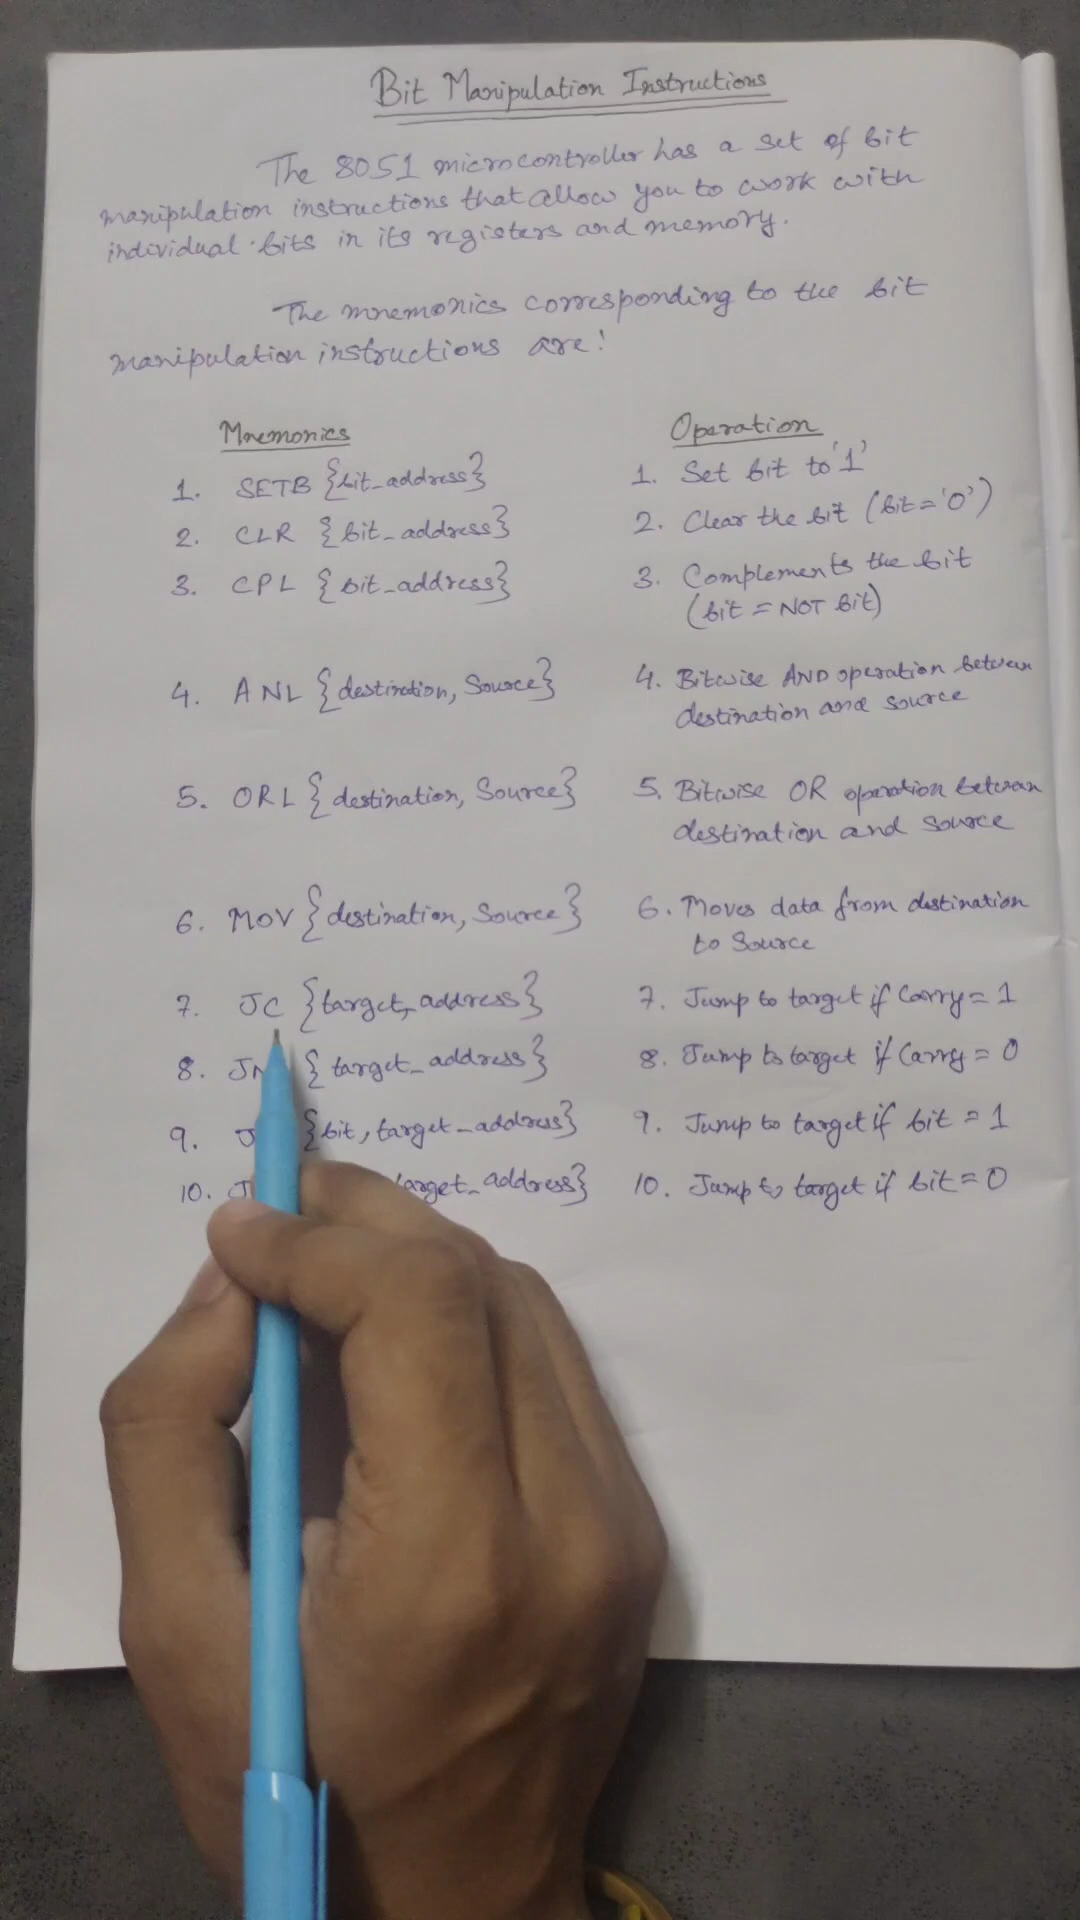 Bit Manipulation Instructions
The 8051 microcontroller has a set of bit
manipulation instructions that allow you to work with
individual bits in its registers and memory.
The mnemonics corresponding to the bit
manipulation instructions are:
Mnemonics Operation
1. SETB {bit_address} 1. Set bit to '1'
2. CLR {bit_address} 2. Clear the bit (bit='0')
3. CPL {bit_address} 3. Complements the bit
(bit = NOT bit)
4. ANL {destination, Source} 4. Bitwise AND operation between
destination and source
5. ORL {destination, Source} 5. Bitwise OR operation between
destination and source
6. MOV {destination, Source} 6. Moves data from destination
to Source
7. JC {target_address} 7. Jump to target if Carry = 1
8. {target_address} 8. Jump to target if Carry = 0
9. {bit, target_address} 9. Jump to target if bit = 1
10. target_address} 10. Jump to target if bit = 0